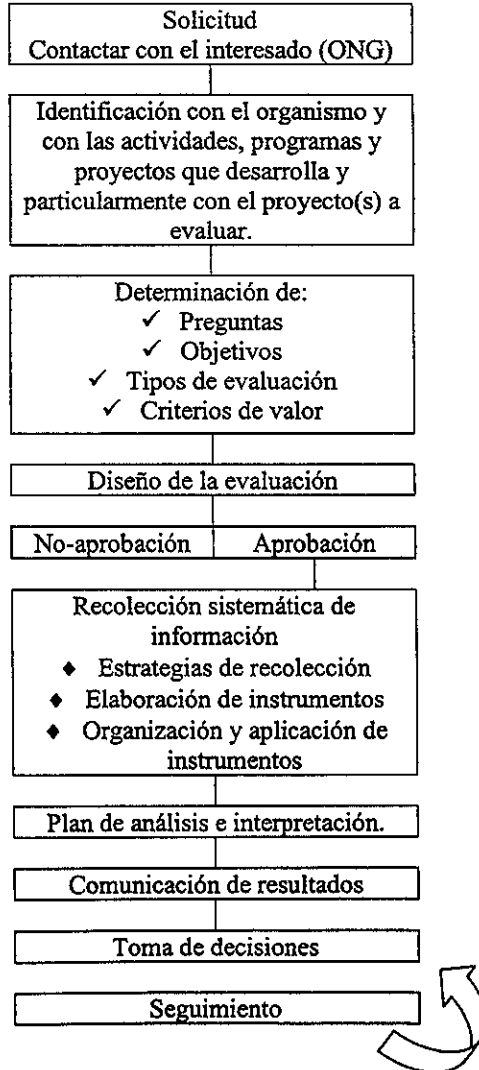 Solicitud
Contactar con el interesado (ONG)
Identificación con el organismo y
con las actividades, programas y
proyectos que desarrolla y
particularmente con el proyecto(s) a
evaluar.
Determinación de:
✓ Preguntas
✓ Objetivos
✓ Tipos de evaluación
✓ Criterios de valor
Diseño de la evaluación
No-aprobación Aprobación
Recolección sistemática de
información
♦ Estrategias de recolección
♦ Elaboración de instrumentos
♦ Organización y aplicación de
instrumentos
Plan de análisis e interpretación.
Comunicación de resultados
Toma de decisiones
Seguimiento